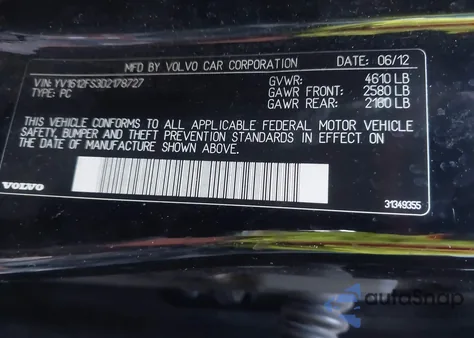 MFD BY VOLVO CAR CORPORATION DATE: 06/12
VIN: YV1612FS3D2178727 GVWR: 4610 LB
TYPE: PC GAWR FRONT: 2580 LB
GAWR REAR: 2160 LB
THIS VEHICLE CONFORMS TO ALL APPLICABLE FEDERAL MOTOR VEHICLE
SAFETY, BUMPER AND THEFT PREVENTION STANDARDS IN EFFECT ON
THE DATE OF MANUFACTURE SHOWN ABOVE.
VOLVO 31349355
autoSnap